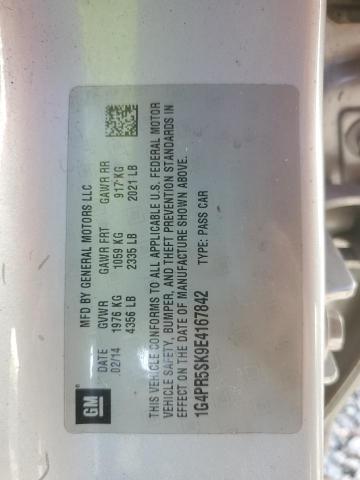 GM
MFD BY GENERAL MOTORS LLC
DATE GVWR GAWR FRT GAWR RR
02/14 1976 KG 1059 KG 917 KG
4356 LB 2335 LB 2021 LB
THIS VEHICLE CONFORMS TO ALL APPLICABLE U.S. FEDERAL MOTOR
VEHICLE SAFETY, BUMPER, AND THEFT PREVENTION STANDARDS IN
EFFECT ON THE DATE OF MANUFACTURE SHOWN ABOVE.
1G4PR5SK9E4167842 TYPE: PASS CAR